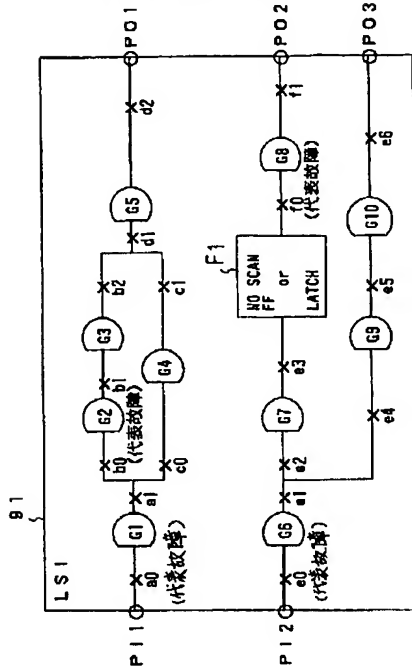 91
LSI
PI1
a0
(代表故障)
G1
a1
b0
G2
b1
(代表故障)
G3
b2
c0
G4
c1
d1
G5
d2
PO1
PI2
e0
(代表故障)
G6
e1
e2
G7
e3
F1
NO SCAN
FF
or
LATCH
f0
(代表故障)
G8
f1
PO2
e4
G9
e5
G10
e6
PO3